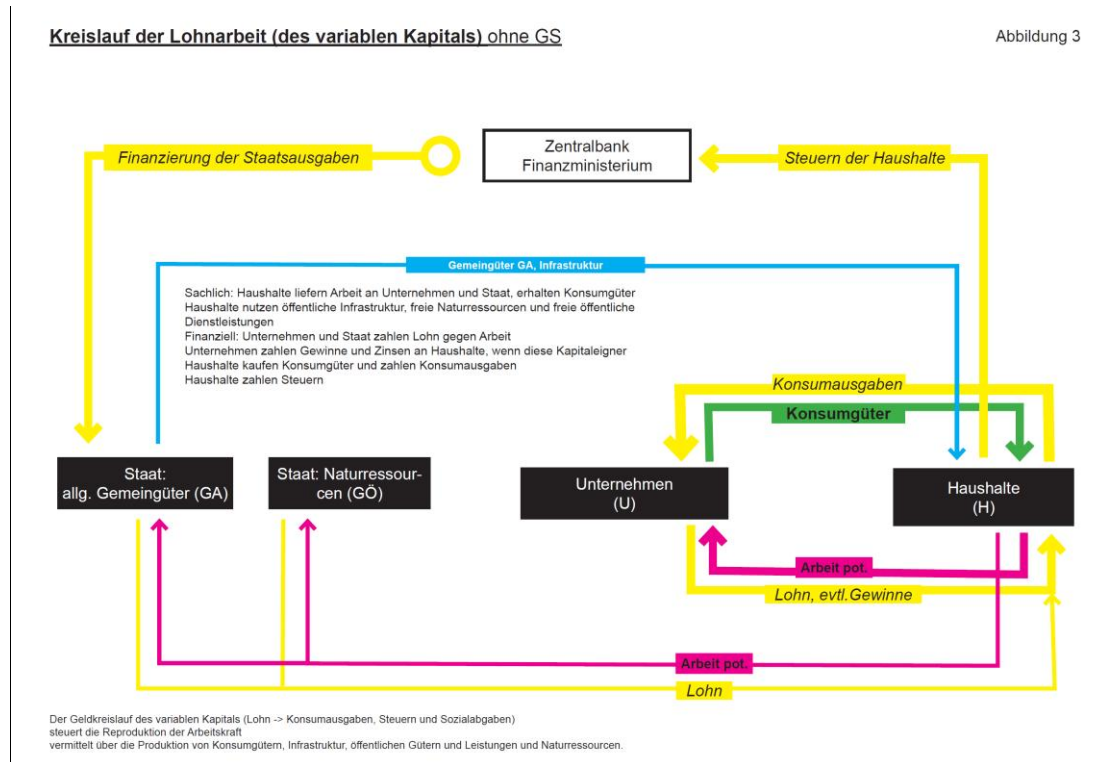 Kreislauf der Lohnarbeit (des variablen Kapitals) ohne GS
Abbildung 3
Finanzierung der Staatsausgaben
Zentralbank
Finanzministerium
Steuern der Haushalte
Gemeingüter GA, Infrastruktur
Sachlich: Haushalte liefern Arbeit an Unternehmen und Staat, erhalten Konsumgüter
Haushalte nutzen öffentliche Infrastruktur, freie Naturressourcen und freie öffentliche
Dienstleistungen
Finanziell: Unternehmen und Staat zahlen Lohn gegen Arbeit
Unternehmen zahlen Gewinne und Zinsen an Haushalte, wenn diese Kapitaleigner
Haushalte kaufen Konsumgüter und zahlen Konsumausgaben
Haushalte zahlen Steuern
Konsumausgaben
Konsumgüter
Staat:
allg. Gemeingüter (GA)
Staat: Naturressour-
cen (GÖ)
Unternehmen
(U)
Haushalte
(H)
Arbeit pot.
Lohn, evtl.Gewinne
Arbeit pot.
Lohn
Der Geldkreislauf des variablen Kapitals (Lohn -> Konsumausgaben, Steuern und Sozialabgaben)
steuert die Reproduktion der Arbeitskraft
vermittelt über die Produktion von Konsumgütern, Infrastruktur, öffentlichen Gütern und Leistungen und Naturressourcen.